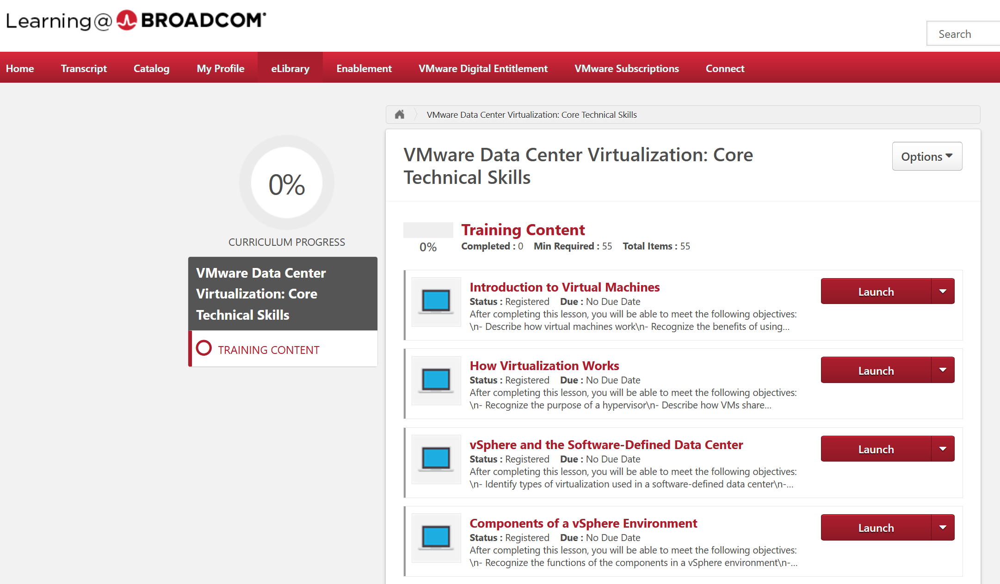 Learning@ BROADCOM
Search
Home Transcript Catalog My Profile eLibrary Enablement VMware Digital Entitlement VMware Subscriptions Connect
VMware Data Center Virtualization: Core Technical Skills
0%
CURRICULUM PROGRESS
VMware Data Center
Virtualization: Core
Technical Skills
TRAINING CONTENT
VMware Data Center Virtualization: Core
Technical Skills
Options
Training Content
0%
Completed : 0 Min Required : 55 Total Items : 55
Introduction to Virtual Machines
Status : Registered Due : No Due Date
After completing this lesson, you will be able to meet the following objectives:
\n- Describe how virtual machines work\n- Recognize the benefits of using...
Launch
How Virtualization Works
Status : Registered Due : No Due Date
After completing this lesson, you will be able to meet the following objectives:
\n- Recognize the purpose of a hypervisor\n- Describe how VMs share...
Launch
vSphere and the Software-Defined Data Center
Status : Registered Due : No Due Date
After completing this lesson, you will be able to meet the following objectives:
\n- Identify types of virtualization used in a software-defined data center\n-...
Launch
Components of a vSphere Environment
Status : Registered Due : No Due Date
After completing this lesson, you will be able to meet the following objectives:
\n- Recognize the functions of the components in a vSphere environment\n-...
Launch